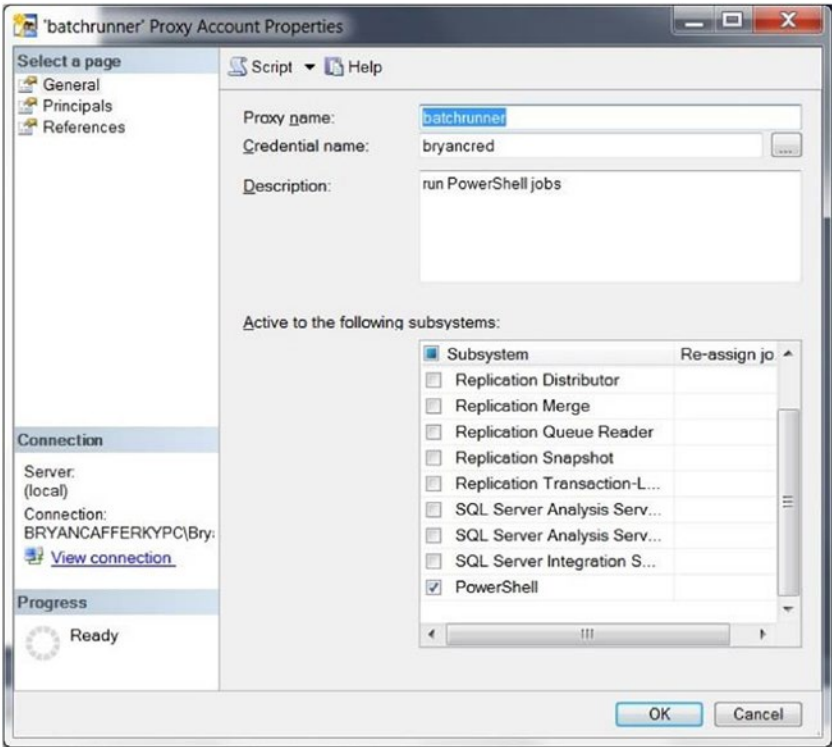 'batchrunner' Proxy Account Properties
Select a page
General
Principals
References
Script Help
Proxy name:
batchrunner
Credential name:
bryancred
...
Description:
run PowerShell jobs
Active to the following subsystems:
Subsystem Re-assign jo
Replication Distributor
Replication Merge
Replication Queue Reader
Replication Snapshot
Replication Transaction-L...
SQL Server Analysis Serv...
SQL Server Analysis Serv...
SQL Server Integration S...
PowerShell
Connection
Server:
(local)
Connection:
BRYANCAFFERKYPC\Bry
View connection
Progress
Ready
OK Cancel